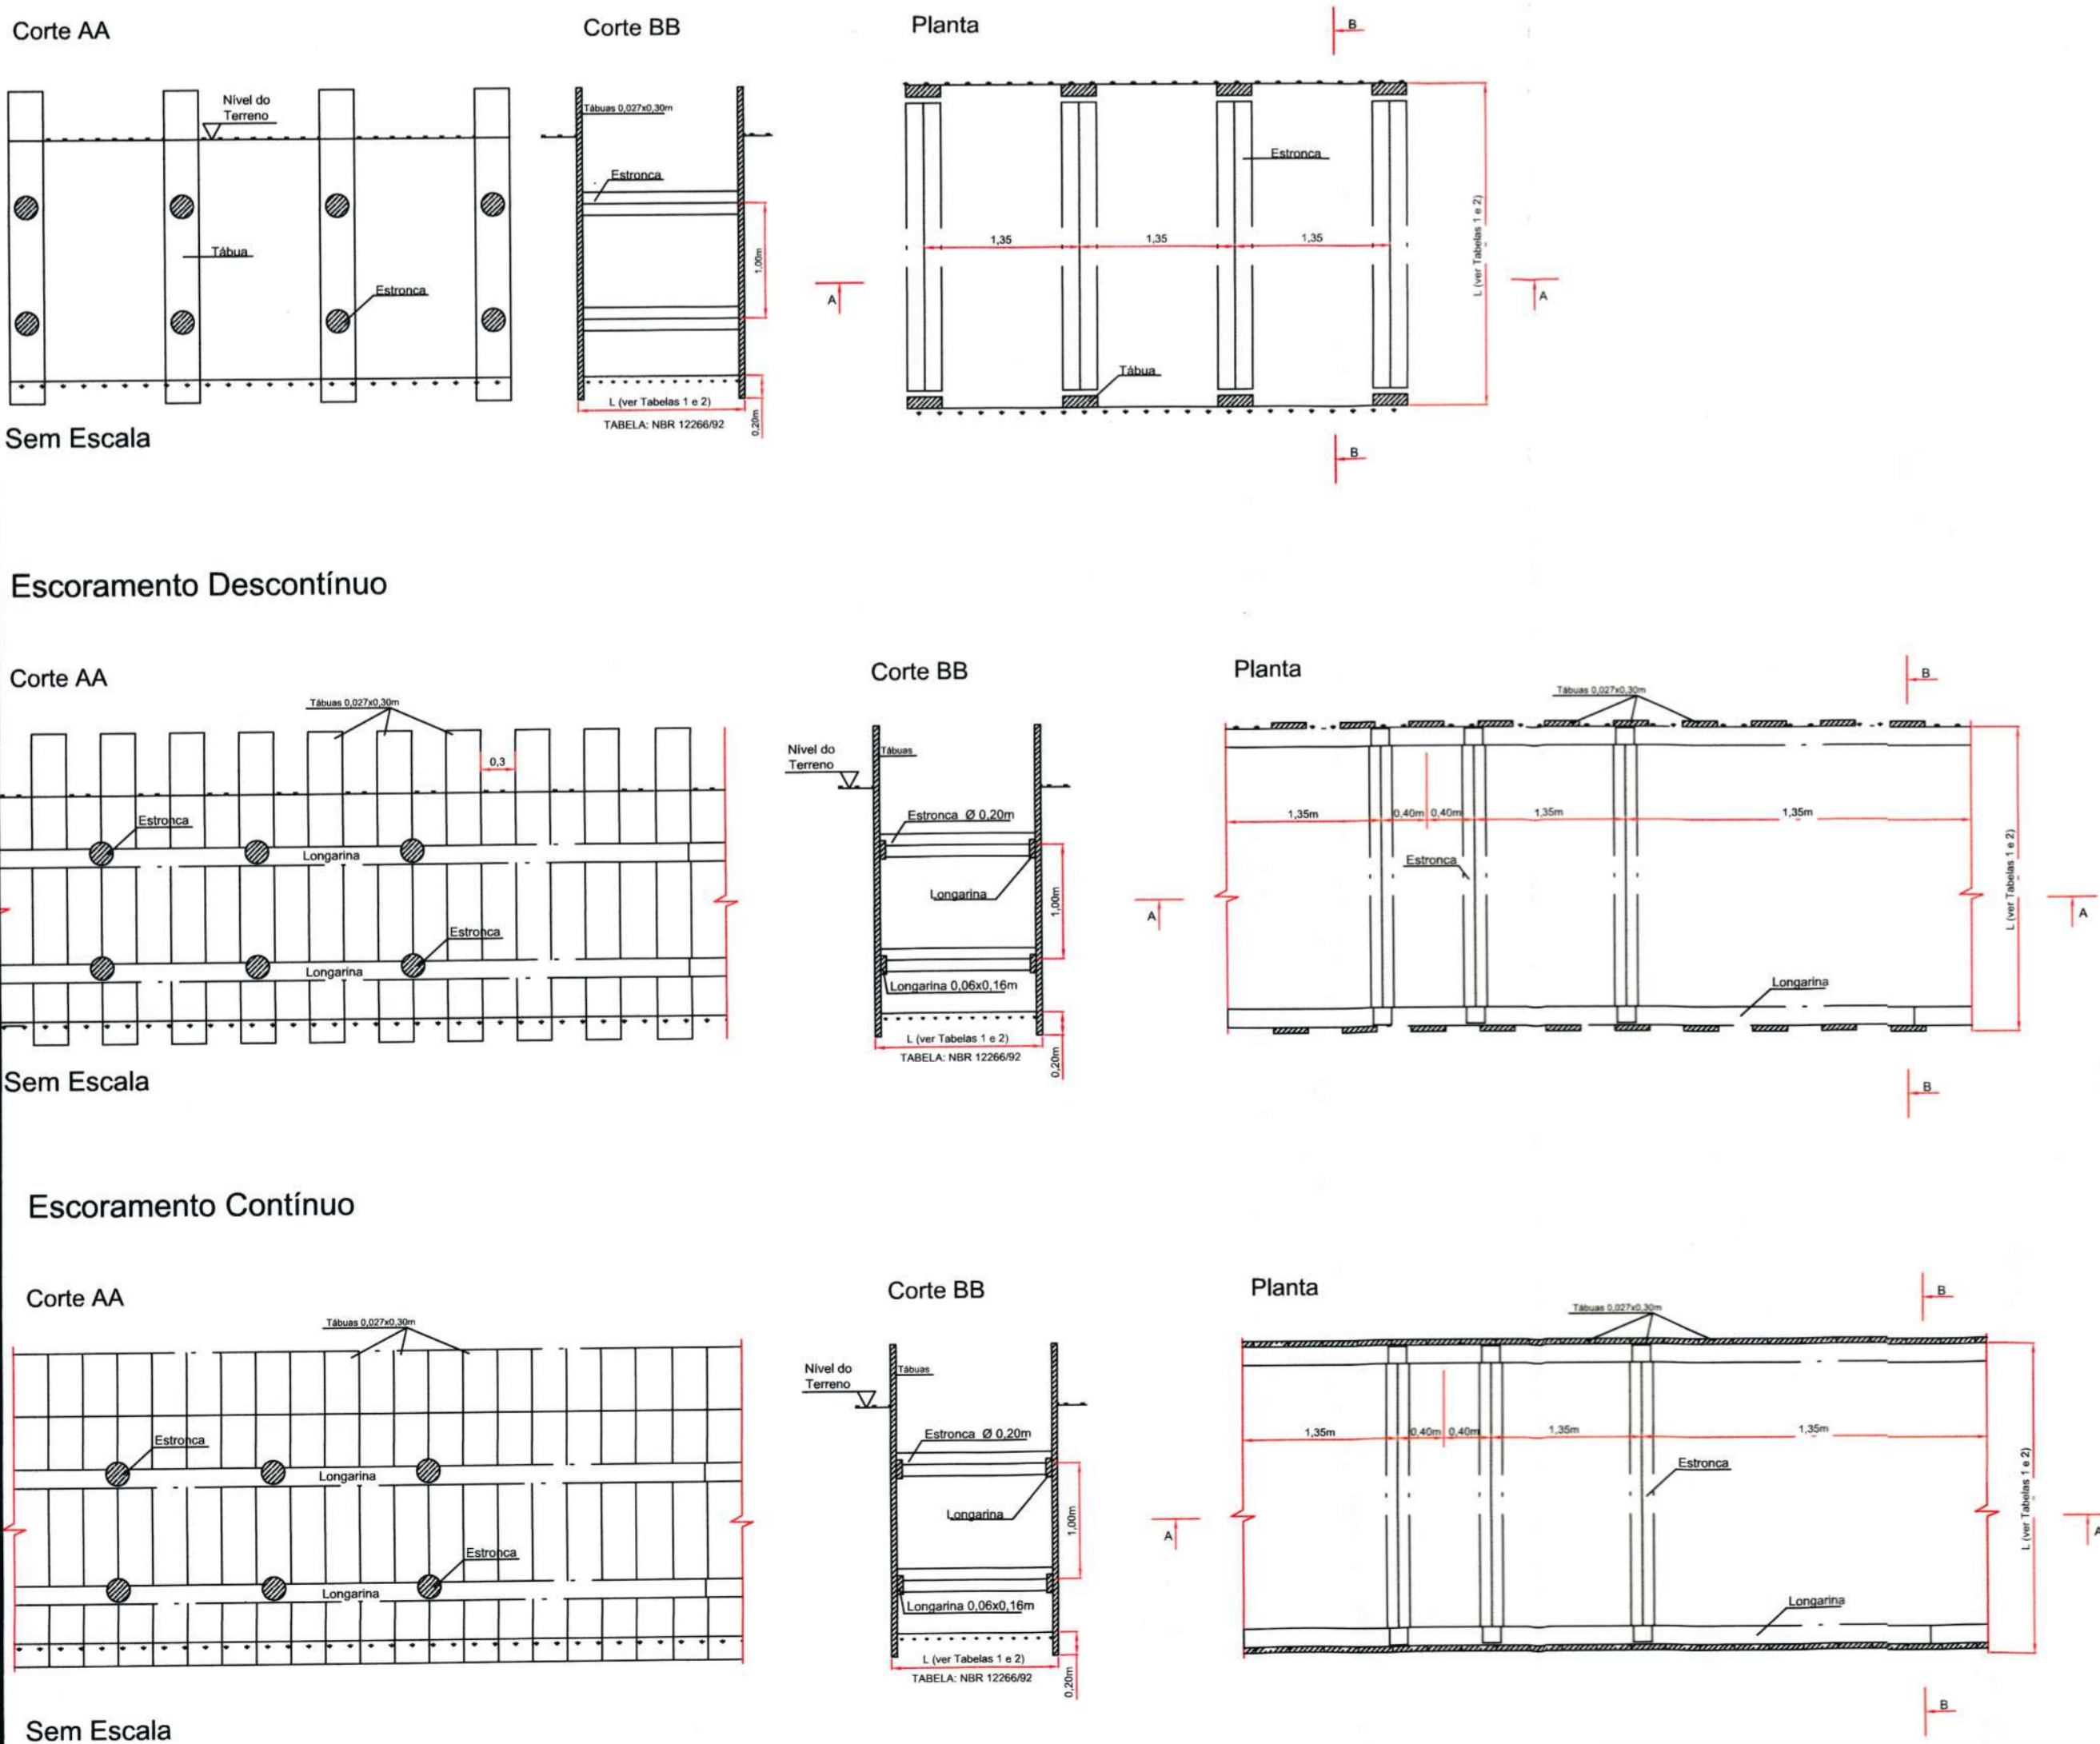 Corte AA
Corte BB
Planta
B
Nível do
Terreno
Tábuas 0,027x0,30m
Estronca
Estronca
Tábua
Estronca
1,00m
1,35
1,35
1,35
L (ver Tabelas 1 e 2)
A
A
Tábua
L (ver Tabelas 1 e 2)
TABELA: NBR 12266/92
0,20m
Sem Escala
B
Escoramento Descontínuo
Corte AA
Corte BB
Planta
B
Tábuas 0,027x0,30m
Tábuas 0,027x0,30m
0,3
Nível do
Terreno
Tábuas
Estronca
Estronca Ø 0,20m
Longarina
Longarina
1,00m
Estronca
Longarina
Longarina 0,06x0,16m
1,35m
0,40m
0,40m
1,35m
1,35m
Estronca
L (ver Tabelas 1 e 2)
A
A
Longarina
L (ver Tabelas 1 e 2)
TABELA: NBR 12266/92
0,20m
Sem Escala
B
Escoramento Contínuo
Corte AA
Corte BB
Planta
B
Tábuas 0,027x0,30m
Tábuas 0,027x0,30m
Nível do
Terreno
Tábuas
Estronca
Estronca Ø 0,20m
Longarina
Longarina
1,00m
Estronca
Longarina
Longarina 0,06x0,16m
1,35m
0,40m
0,40m
1,35m
1,35m
Estronca
L (ver Tabelas 1 e 2)
A
A
Longarina
L (ver Tabelas 1 e 2)
TABELA: NBR 12266/92
0,20m
Sem Escala
B